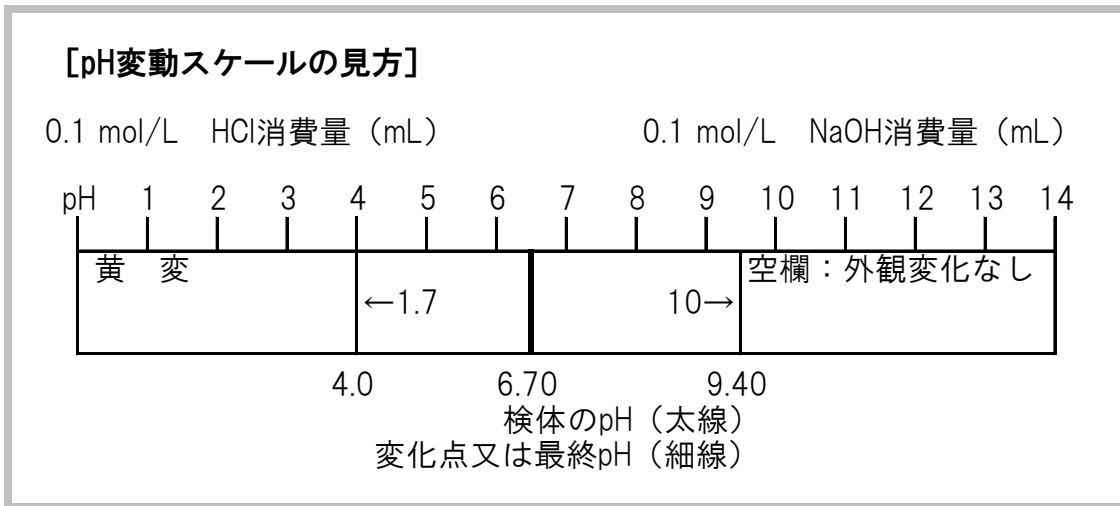 ［pH変動スケールの見方］
0.1 mol/L　HCl消費量（mL）　0.1 mol/L　NaOH消費量（mL）
pH 1 2 3 4 5 6 7 8 9 10 11 12 13 14
黄　変　空欄：外観変化なし
←1.7　10→
4.0　6.70　9.40
検体のpH（太線）
変化点又は最終pH（細線）